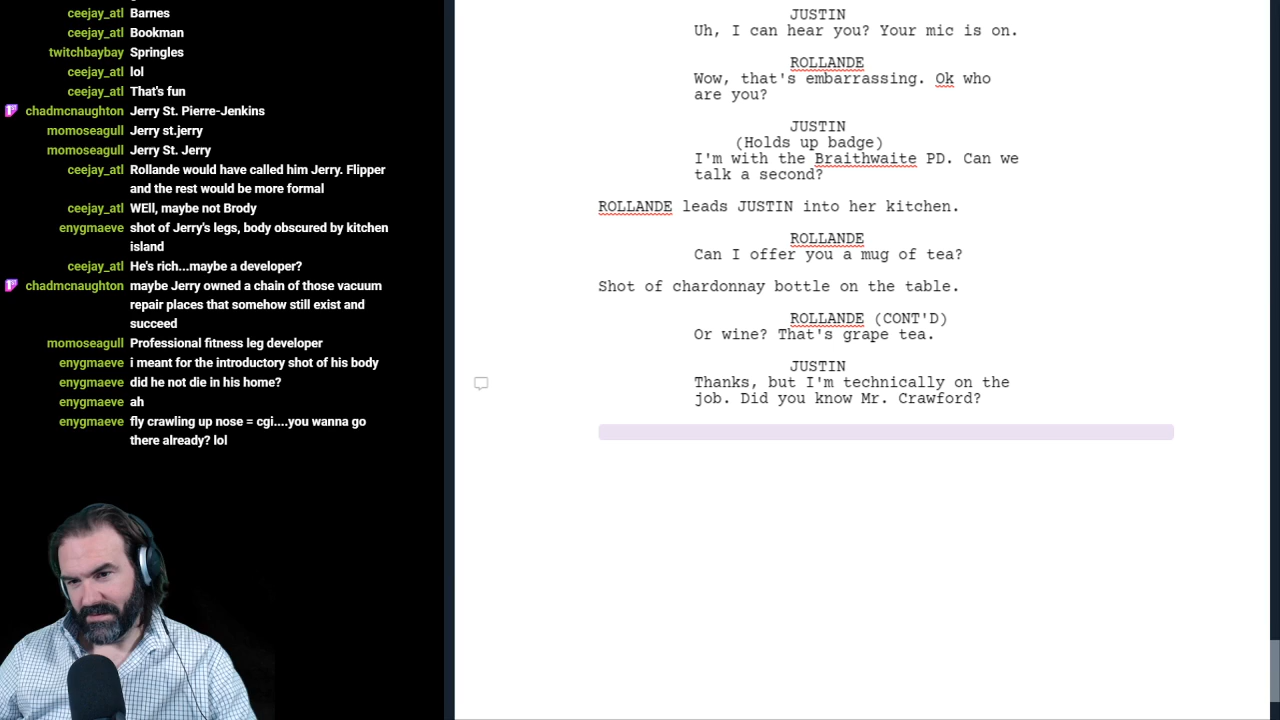 ceejay_atl Barnes
ceejay_atl Bookman
twitchbaybay Springles
ceejay_atl lol
ceejay_atl That's fun
chadmcnaughton Jerry St. Pierre-Jenkins
momoseagull Jerry st.jerry
momoseagull Jerry St. Jerry
ceejay_atl Rollande would have called him Jerry. Flipper
and the rest would be more formal
ceejay_atl WEll, maybe not Brody
enygmaeve shot of Jerry's legs, body obscured by kitchen
island
ceejay_atl He's rich...maybe a developer?
chadmcnaughton maybe Jerry owned a chain of those vacuum
repair places that somehow still exist and
succeed
momoseagull Professional fitness leg developer
enygmaeve i meant for the introductory shot of his body
enygmaeve did he not die in his home?
enygmaeve ah
enygmaeve fly crawling up nose = cgi....you wanna go
there already? lol
JUSTIN
Uh, I can hear you? Your mic is on.
ROLLANDE
Wow, that's embarrassing. Ok who
are you?
JUSTIN
(Holds up badge)
I'm with the Braithwaite PD. Can we
talk a second?
ROLLANDE leads JUSTIN into her kitchen.
ROLLANDE
Can I offer you a mug of tea?
Shot of chardonnay bottle on the table.
ROLLANDE (CONT'D)
Or wine? That's grape tea.
JUSTIN
Thanks, but I'm technically on the
job. Did you know Mr. Crawford?